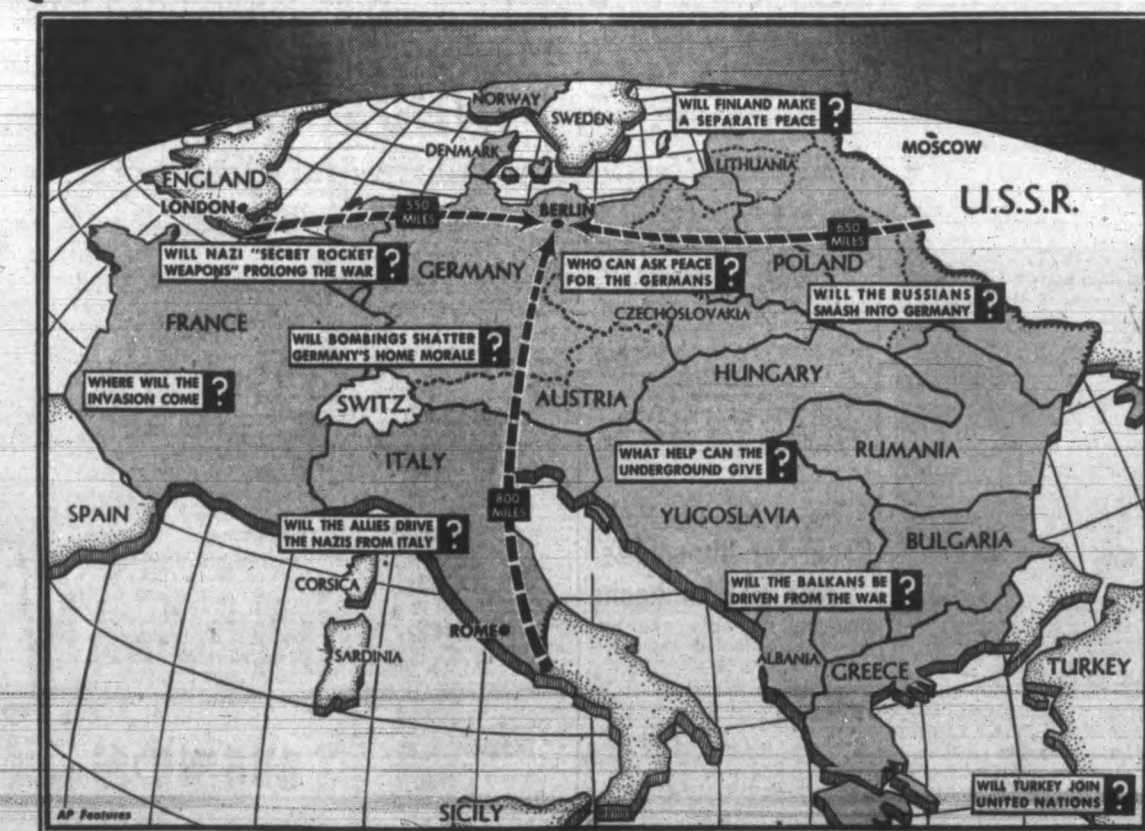 NORWAY
SWEDEN
WILL FINLAND MAKE
A SEPARATE PEACE ?
DENMARK
LITHUANIA
MOSCOW
ENGLAND
LONDON
550
MILES
BERLIN
U.S.S.R.
650
MILES
WILL NAZI "SECRET ROCKET
WEAPONS" PROLONG THE WAR ?
GERMANY
WHO CAN ASK PEACE
FOR THE GERMANS ?
POLAND
WILL THE RUSSIANS
SMASH INTO GERMANY ?
CZECHOSLOVAKIA
FRANCE
WILL BOMBINGS SHATTER
GERMANY'S HOME MORALE ?
HUNGARY
WHERE WILL THE
INVASION COME ?
SWITZ.
AUSTRIA
ITALY
WHAT HELP CAN THE
UNDERGROUND GIVE ?
RUMANIA
800
MILES
SPAIN
WILL THE ALLIES DRIVE
THE NAZIS FROM ITALY ?
YUGOSLAVIA
BULGARIA
CORSICA
WILL THE BALKANS BE
DRIVEN FROM THE WAR ?
ROME
SARDINIA
ALBANIA
GREECE
TURKEY
WILL TURKEY JOIN
UNITED NATIONS ?
AP Features
SICILY